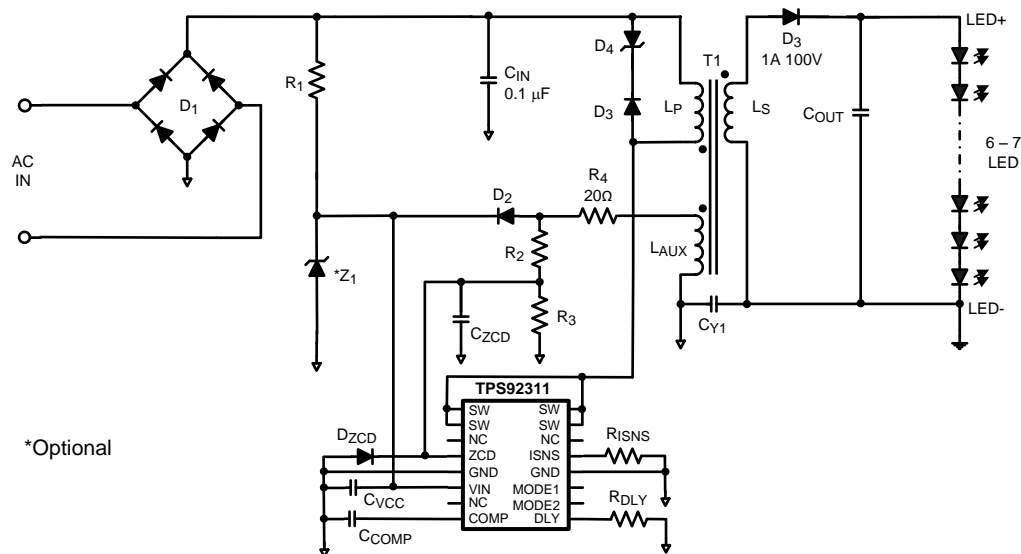 LED+
D3
1A 100V
T1
D4
CIN
0.1 µF
R1
D1
D3
LP
LS
COUT
6 – 7
LED
AC
IN
R4
20Ω
D2
R2
LAUX
*Z1
R3
CZCD
CY1
LED-
TPS92311
SW
SW
SW
SW
NC
NC
ZCD
ISNS
GND
GND
VIN
MODE1
NC
MODE2
COMP
DLY
*Optional
DZCD
RISNS
CVCC
RDLY
CCOMP